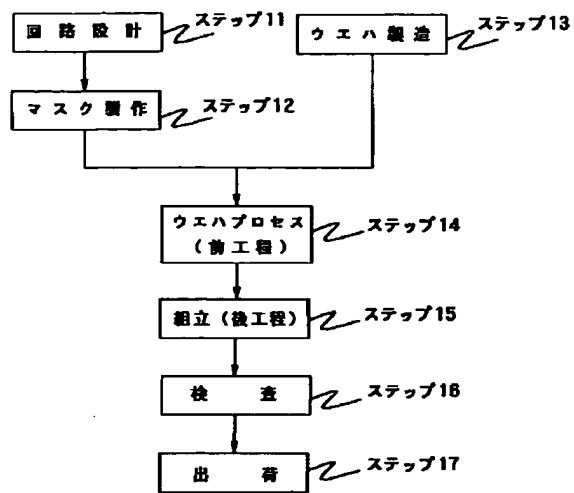 回路設計
ステップ11
ウエハ製造
ステップ13
マスク製作
ステップ12
ウエハプロセス
(前工程)
ステップ14
組立(後工程)
ステップ15
検査
ステップ16
出荷
ステップ17